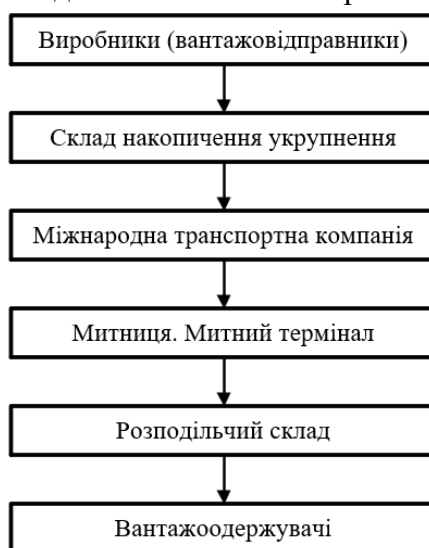 Виробники (вантажовідправники)
Склад накопичення укрупнення
Міжнародна транспортна компанія
Митниця. Митний термінал
Розподільчий склад
Вантажоодержувачі